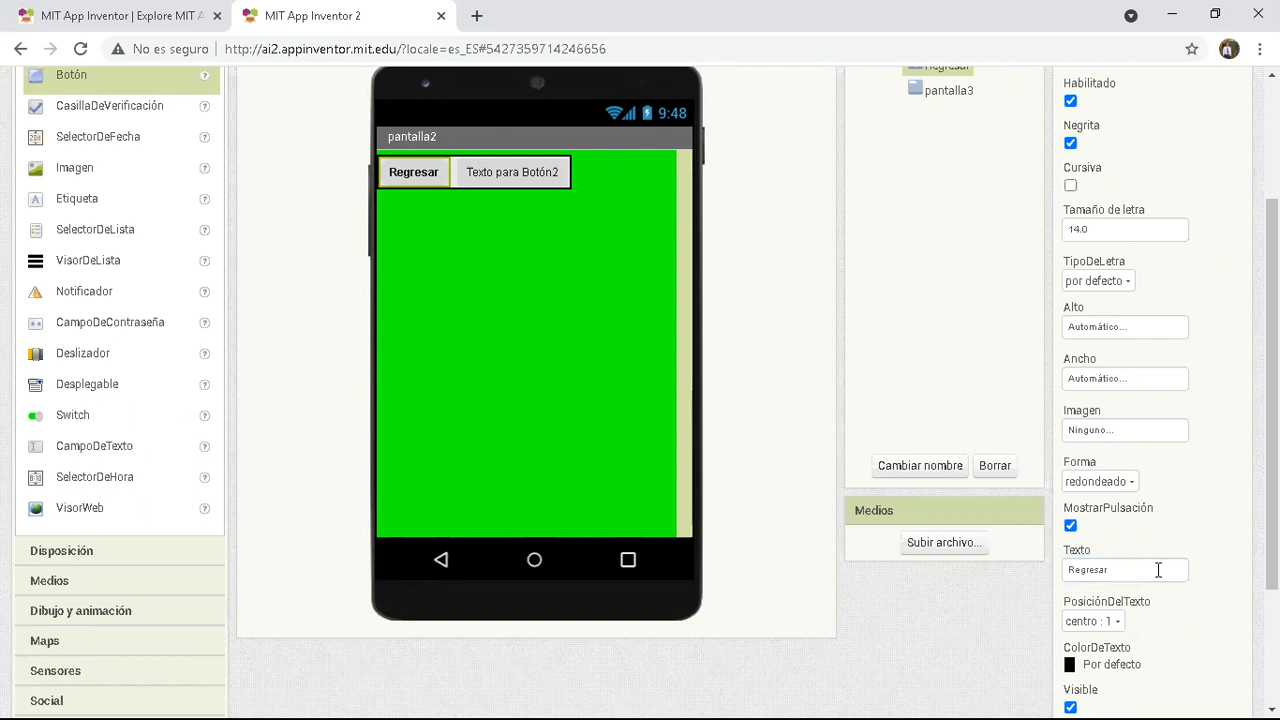 MIT App Inventor | Explore MIT A
MIT App Inventor 2
No es seguro
http://ai2.appinventor.mit.edu/?locale=es_ES#5427359714246656
Botón
CasillaDeVerificación
SelectorDeFecha
Imagen
Etiqueta
SelectorDeLista
VisorDeLista
Notificador
CampoDeContraseña
Deslizador
Desplegable
Switch
CampoDeTexto
SelectorDeHora
VisorWeb
Disposición
Medios
Dibujo y animación
Maps
Sensores
Social
9:48
pantalla2
Regresar
Texto para Botón2
Regresar
pantalla3
Cambiar nombre
Borrar
Medios
Subir archivo...
Habilitado
Negrita
Cursiva
Tamaño de letra
14.0
TipoDeLetra
por defecto
Alto
Automático...
Ancho
Automático...
Imagen
Ninguno...
Forma
redondeado
MostrarPulsación
Texto
Regresar
PosiciónDelTexto
centro : 1
ColorDeTexto
Por defecto
Visible